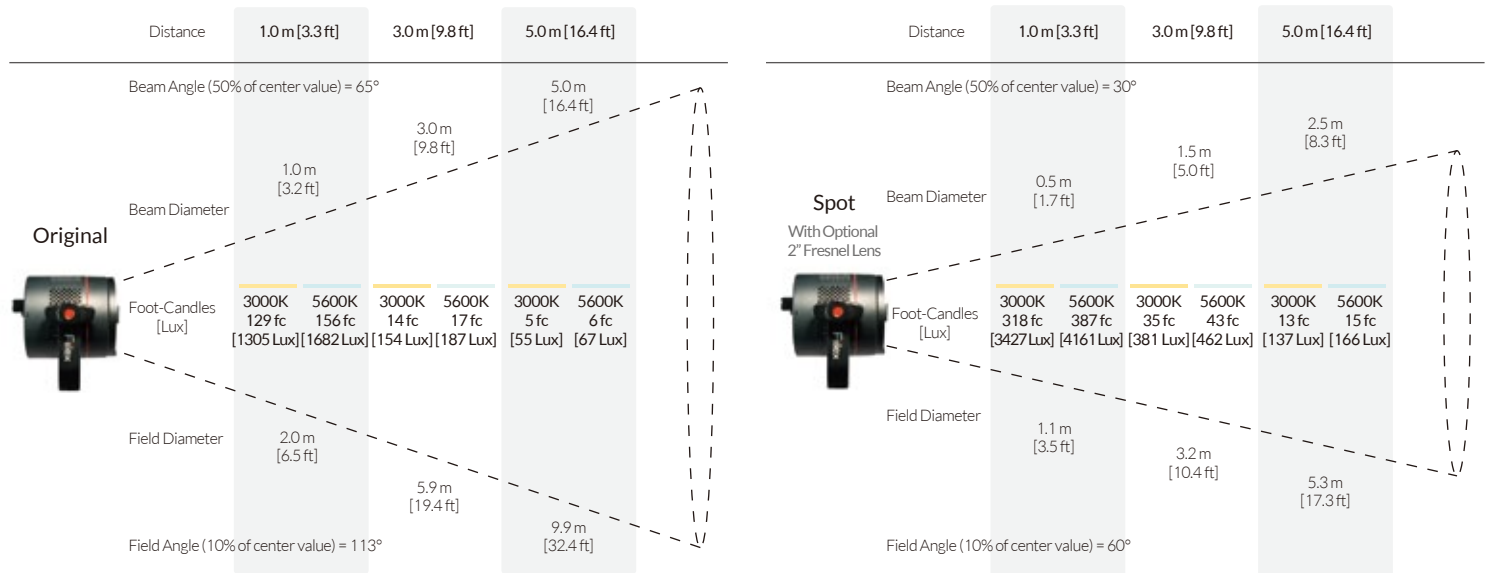 Distance 1.0 m [3.3 ft] 3.0 m [9.8 ft] 5.0 m [16.4 ft]
Beam Angle (50% of center value) = 65°
5.0 m
[16.4 ft]
3.0 m
[9.8 ft]
1.0 m
[3.2 ft]
Beam Diameter
Original
Foot-Candles
[Lux]
3000K 5600K 3000K 5600K 3000K 5600K
129 fc 156 fc 14 fc 17 fc 5 fc 6 fc
[1305 Lux] [1682 Lux] [154 Lux] [187 Lux] [55 Lux] [67 Lux]
Field Diameter
2.0 m
[6.5 ft]
5.9 m
[19.4 ft]
9.9 m
[32.4 ft]
Field Angle (10% of center value) = 113°
Distance 1.0 m [3.3 ft] 3.0 m [9.8 ft] 5.0 m [16.4 ft]
Beam Angle (50% of center value) = 30°
2.5 m
[8.3 ft]
1.5 m
[5.0 ft]
0.5 m
[1.7 ft]
Beam Diameter
Spot
With Optional
2” Fresnel Lens
Foot-Candles
[Lux]
3000K 5600K 3000K 5600K 3000K 5600K
318 fc 387 fc 35 fc 43 fc 13 fc 15 fc
[3427 Lux] [4161 Lux] [381 Lux] [462 Lux] [137 Lux] [166 Lux]
Field Diameter
1.1 m
[3.5 ft]
3.2 m
[10.4 ft]
5.3 m
[17.3 ft]
Field Angle (10% of center value) = 60°